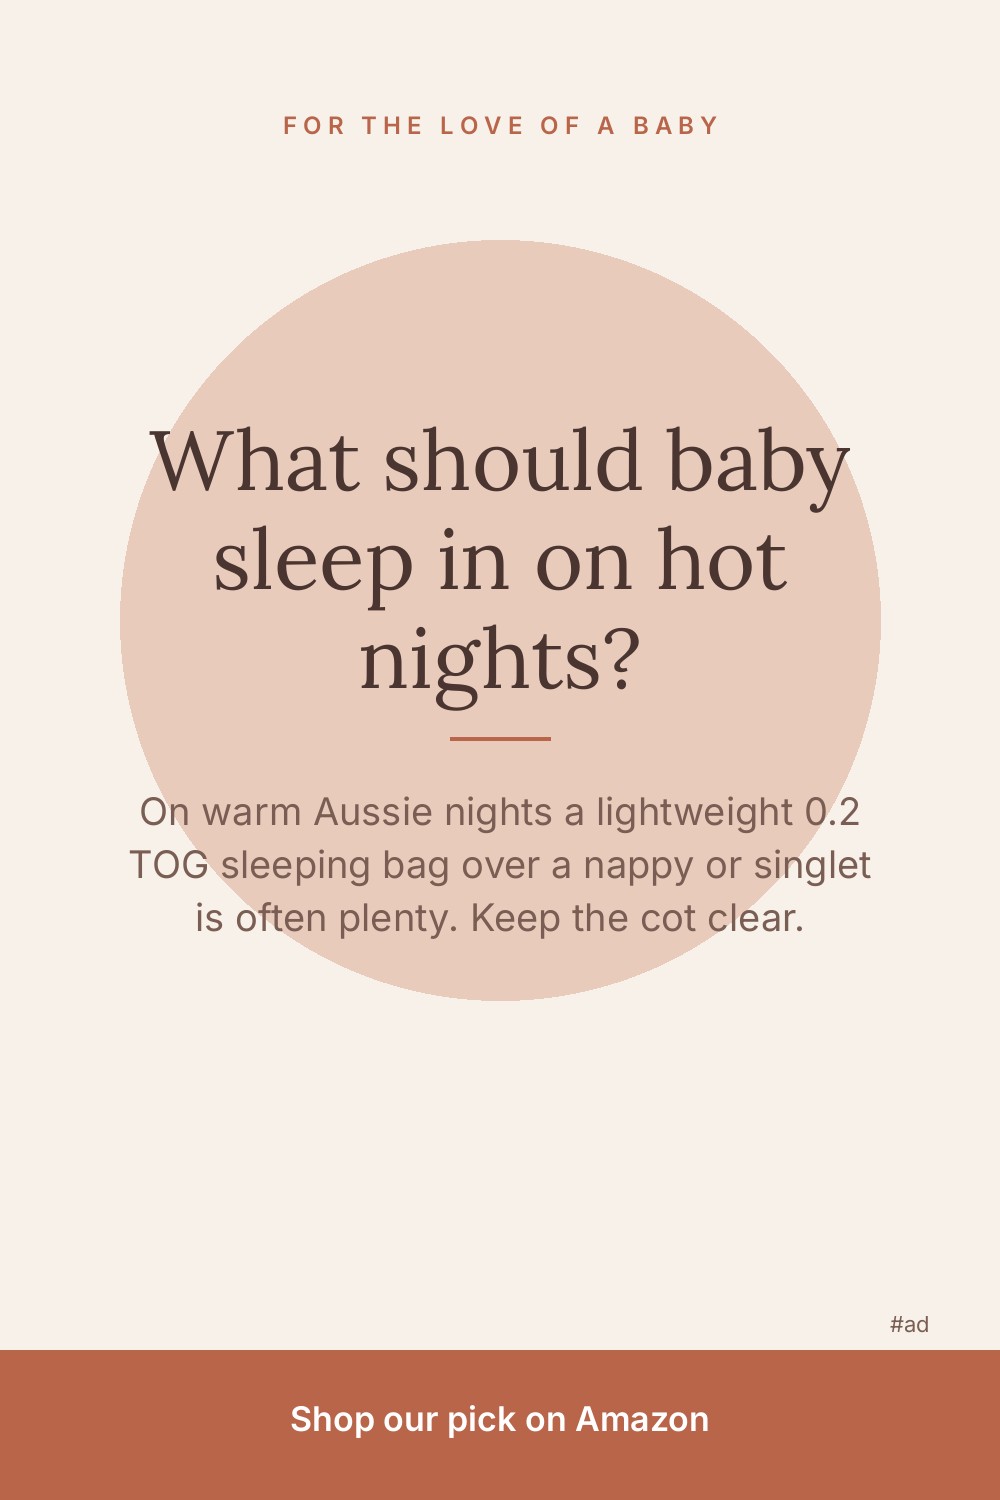 FOR THE LOVE OF A BABY
What should baby
sleep in on hot
nights?
On warm Aussie nights a lightweight 0.2
TOG sleeping bag over a nappy or singlet
is often plenty. Keep the cot clear.
#ad
Shop our pick on Amazon